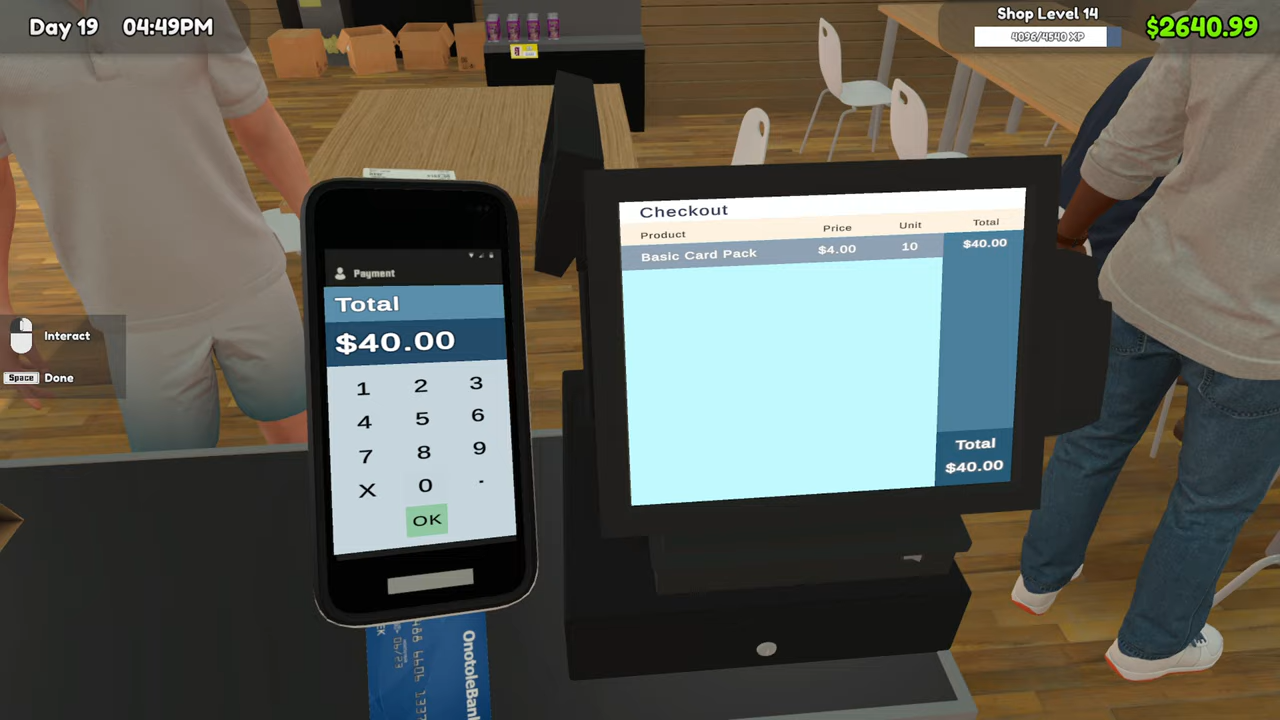 Day 19 04:49PM
Shop Level 14
4096/4540 XP
$2640.99
Interact
Space Done
Payment
Total
$40.00
1 2 3
4 5 6
7 8 9
X 0 .
OK
Checkout
Product Price Unit Total
Basic Card Pack $4.00 10 $40.00
Total
$40.00
OnotoleBank